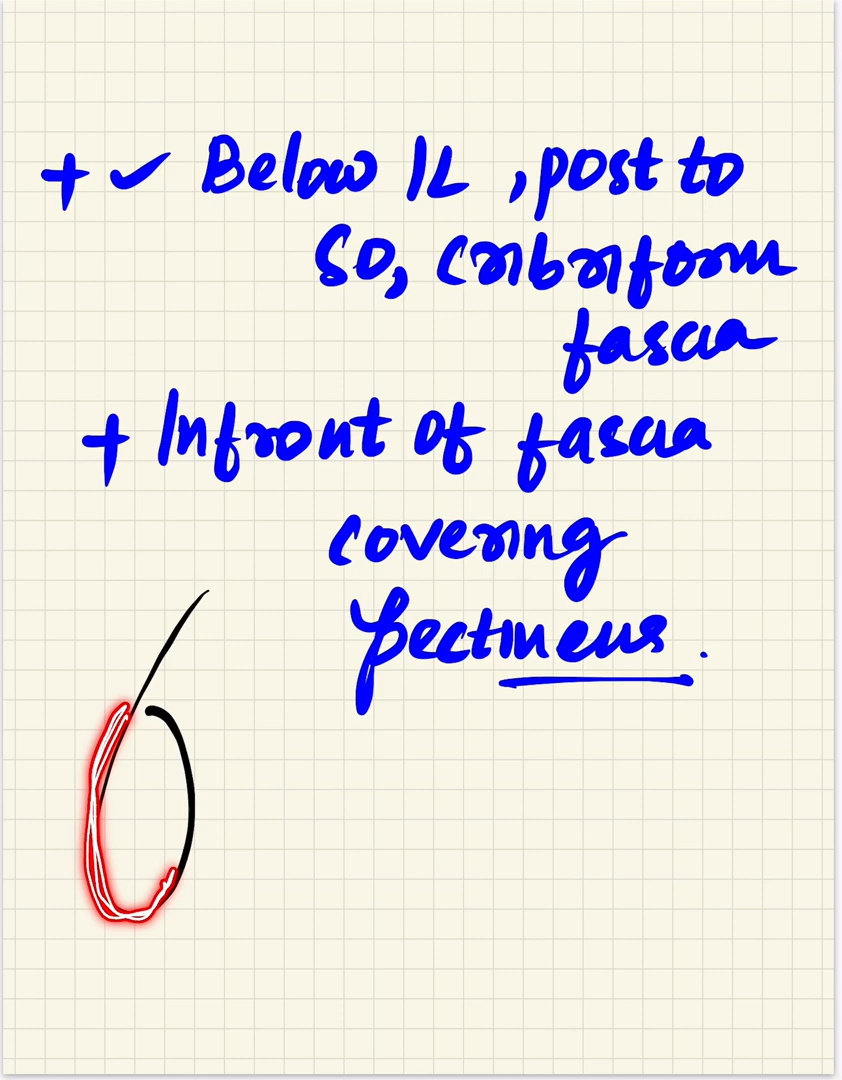 + ✓ Below IL, post to
SO, cribriform
fascia
+ Infront of fascia
covering
pectineus.